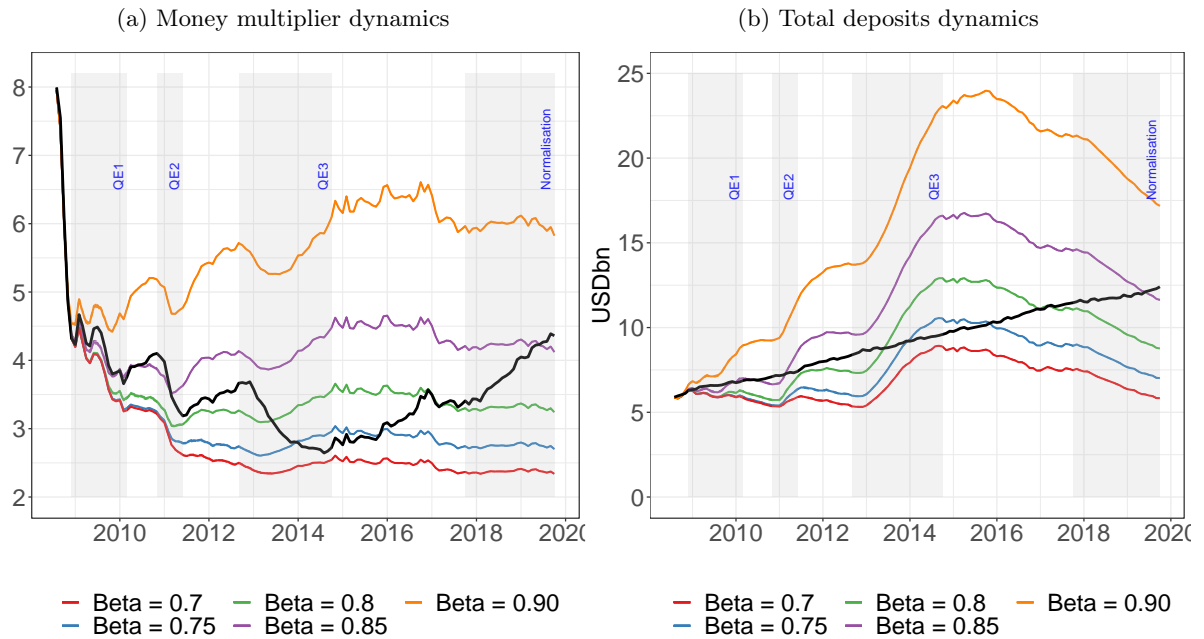 (a) Money multiplier dynamics
8
7
6
5
4
3
2
QE1
QE2
QE3
Normalisation
2010 2012 2014 2016 2018 202
Beta = 0.7 Beta = 0.8 Beta = 0.90
Beta = 0.75 Beta = 0.85
(b) Total deposits dynamics
USDbn
25
20
15
10
5
0
QE1
QE2
QE3
Normalisation
2010 2012 2014 2016 2018 202
Beta = 0.7 Beta = 0.8 Beta = 0.90
Beta = 0.75 Beta = 0.85